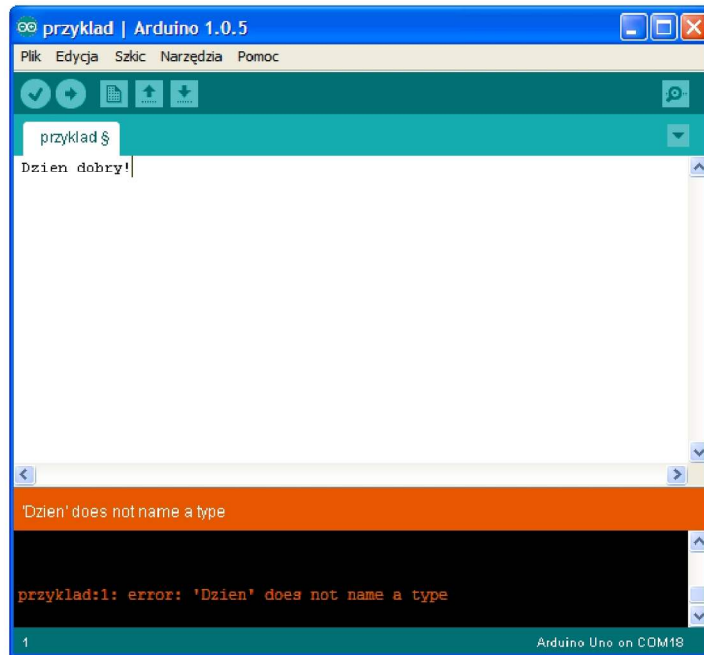 przyklad | Arduino 1.0.5
Plik Edycja Szkic Narzędzia Pomoc
przyklad §
Dzien dobry!
'Dzien' does not name a type
przyklad:1: error: 'Dzien' does not name a type
1 Arduino Uno on COM18